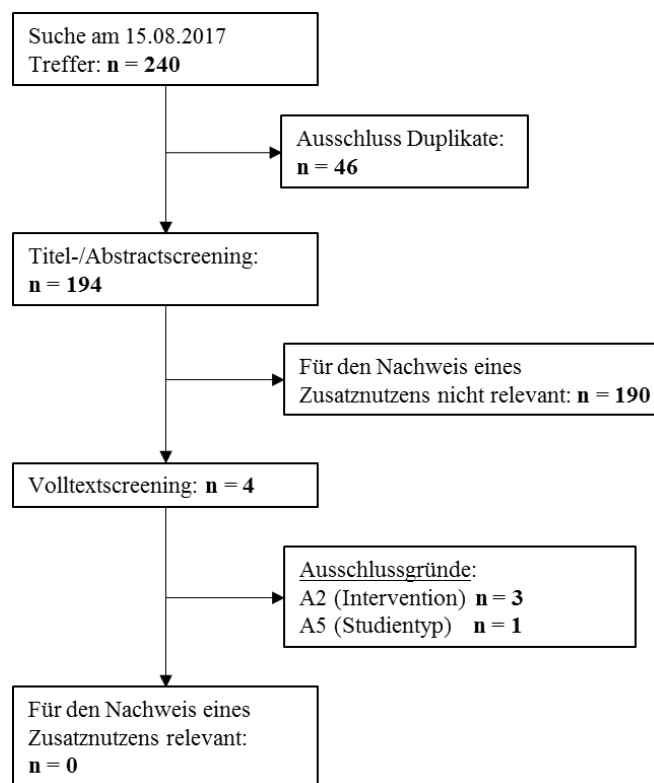 Suche am 15.08.2017
Treffer: n = 240
Ausschluss Duplikate:
n = 46
Titel-/Abstractscreening:
n = 194
Für den Nachweis eines
Zusatznutzens nicht relevant: n = 190
Volltextscreening: n = 4
Ausschlussgründe:
A2 (Intervention) n = 3
A5 (Studientyp) n = 1
Für den Nachweis eines
Zusatznutzens relevant:
n = 0